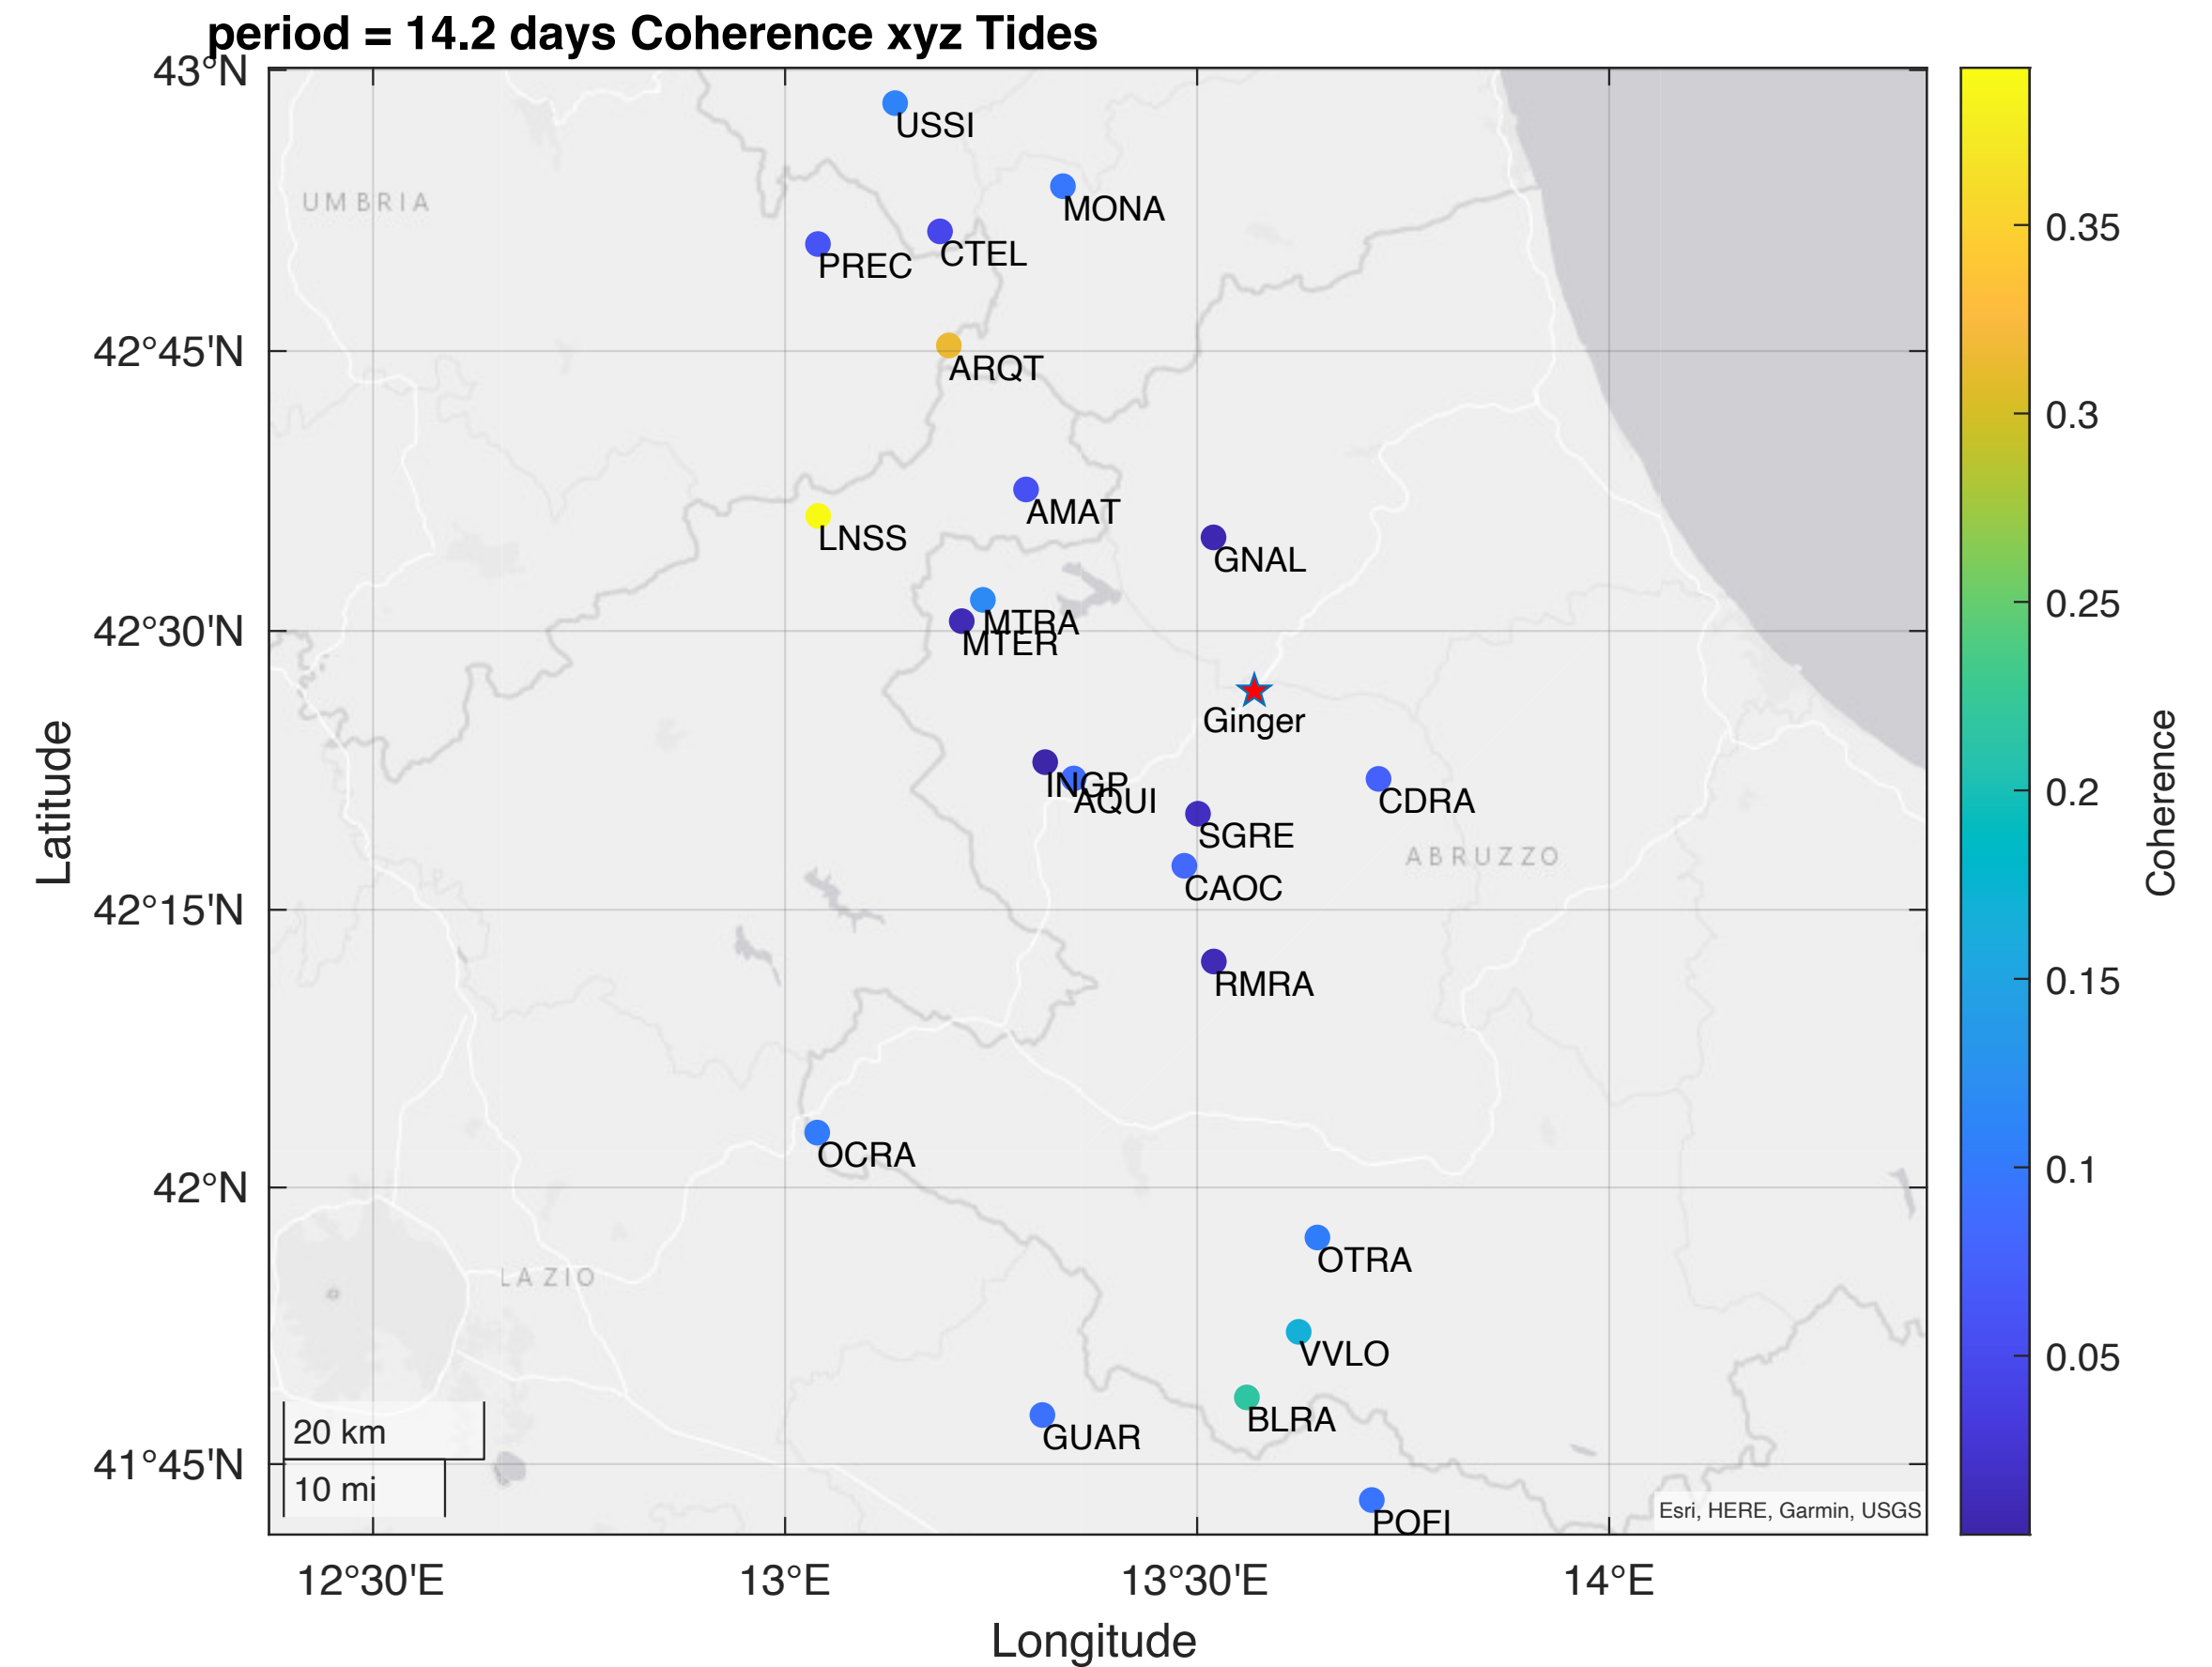 period = 14.2 days Coherence xyz Tides
43°N
42°45'N
42°30'N
42°15'N
42°N
41°45'N
Latitude
UMBRIA
USSI
MONA
CTEL
PREC
ARQT
AMAT
LNSS
GNAL
MTRA
MTER
Ginger
INGP
AQUI
CDRA
SGRE
ABRUZZO
CAOC
RMRA
OCRA
OTRA
LAZIO
VVLO
BLRA
GUAR
POFI
20 km
10 mi
Esri, HERE, Garmin, USGS
12°30'E
13°E
13°30'E
14°E
Longitude
0.35
0.3
0.25
0.2
0.15
0.1
0.05
Coherence